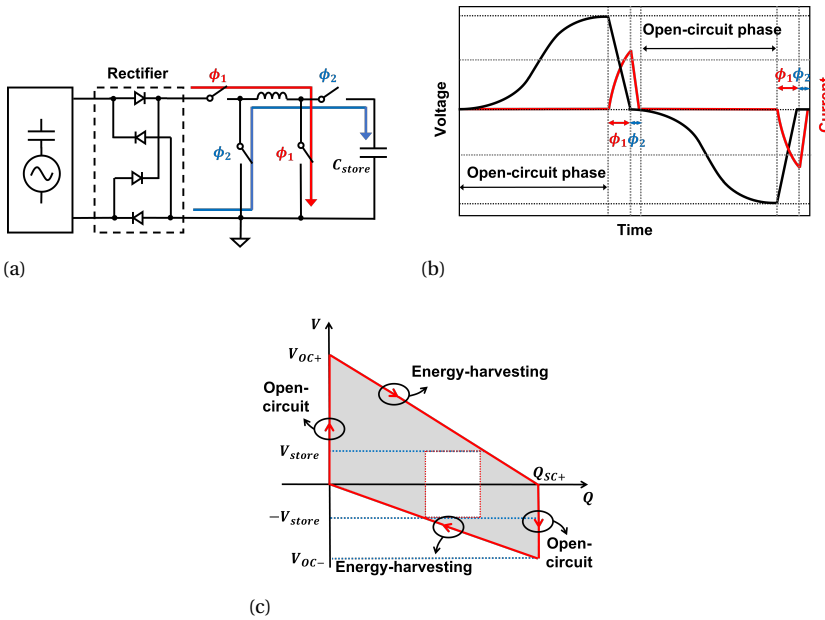 Rectifier
ϕ1
ϕ2
ϕ2
ϕ1
Cstore
(a)
Voltage
Open-circuit phase
ϕ1 ϕ2
ϕ1 ϕ2
Open-circuit phase
Current
Time
(b)
V
VOC+
Energy-harvesting
Open-
circuit
Vstore
QSC+
Q
−Vstore
Open-
circuit
VOC−
Energy-harvesting
(c)